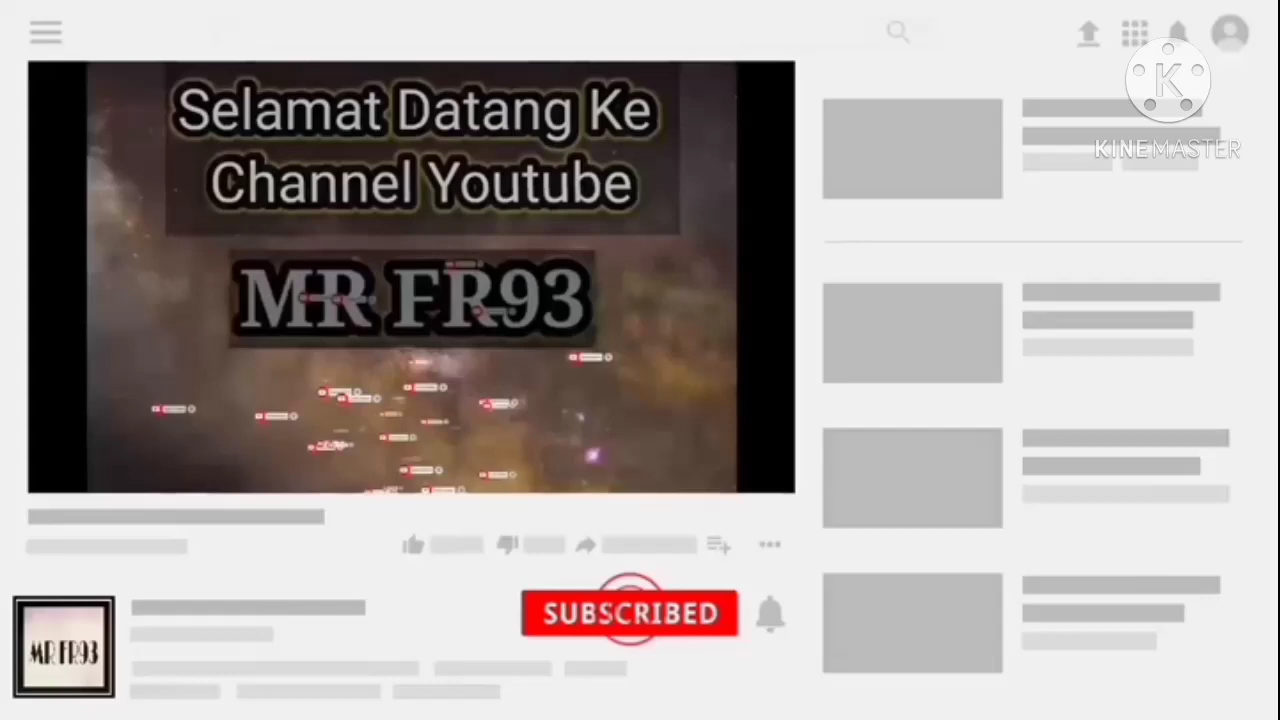 Selamat Datang Ke
Channel Youtube
MR FR93
KINEMASTER
SUBSCRIBED
MR FR93